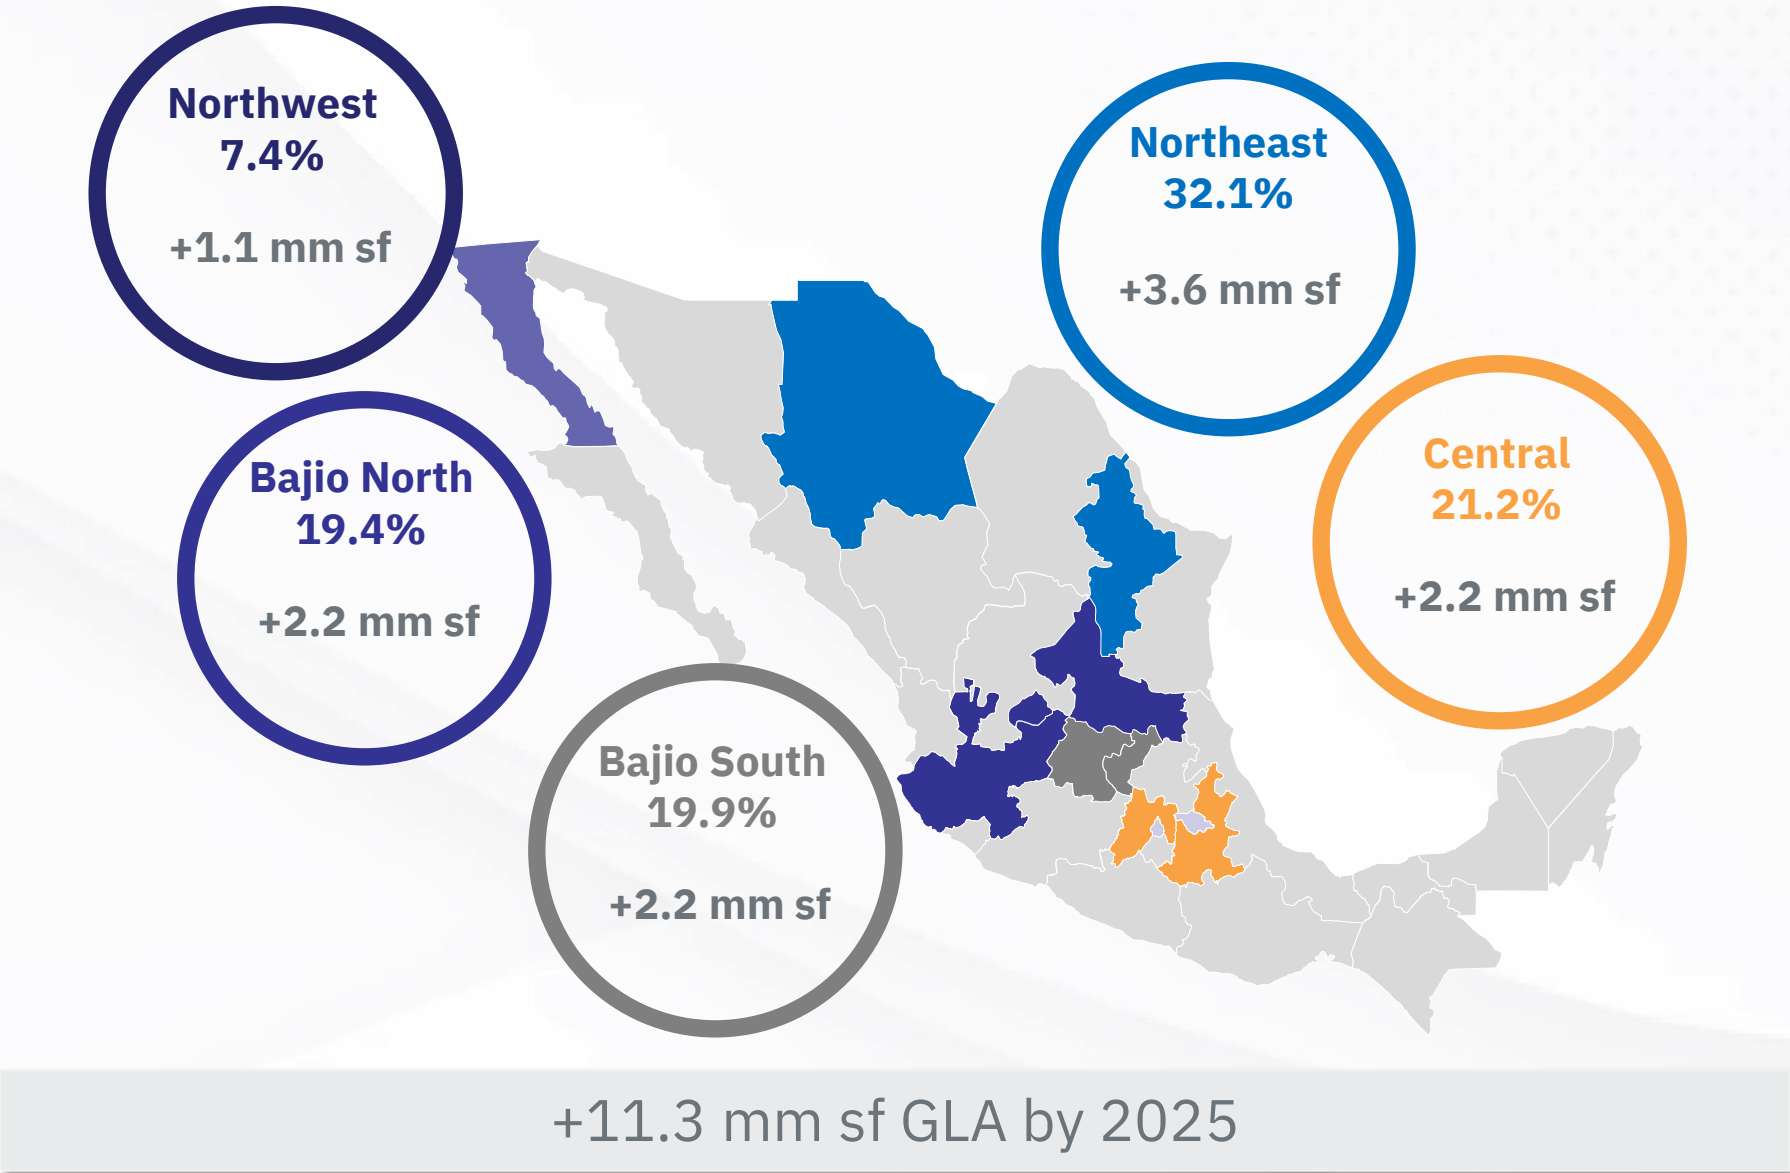 Northwest
7.4%
+1.1 mm sf
Northeast
32.1%
+3.6 mm sf
Bajio North
19.4%
+2.2 mm sf
Central
21.2%
+2.2 mm sf
Bajio South
19.9%
+2.2 mm sf
+11.3 mm sf GLA by 2025